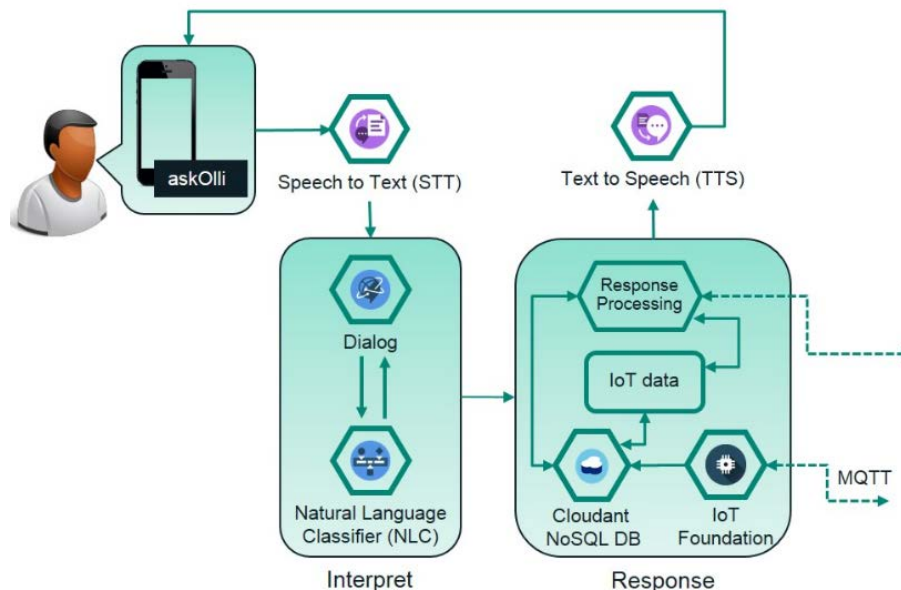 askOlli
Speech to Text (STT)
Text to Speech (TTS)
Dialog
Natural Language
Classifier (NLC)
Interpret
Response
Processing
IoT data
Cloudant
NoSQL DB
IoT
Foundation
MQTT
Response